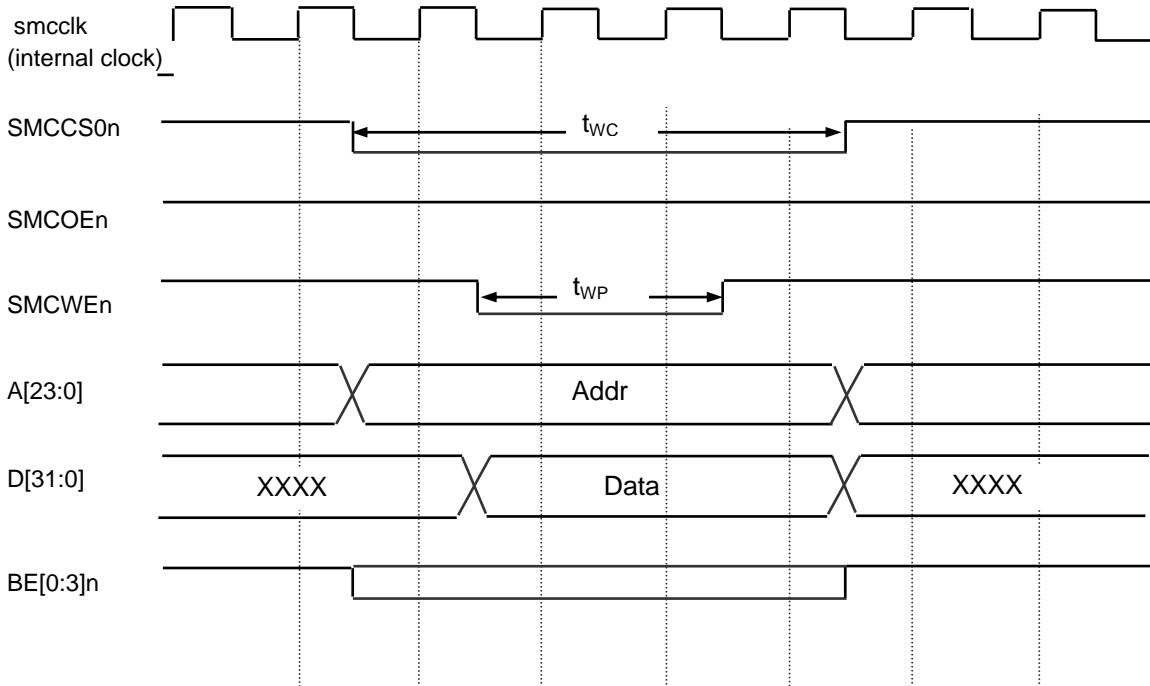 smcclk
(internal clock)
SMCCS0n
tWC
SMCOEn
SMCWEn
tWP
A[23:0]
Addr
D[31:0]
XXXX
Data
XXXX
BE[0:3]n